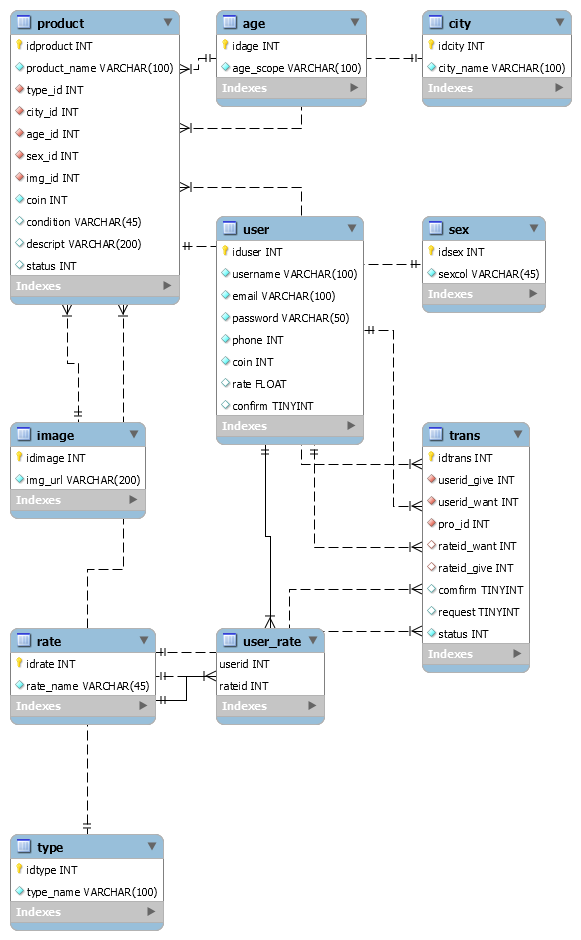 product
idproduct INT
product_name VARCHAR(100)
type_id INT
city_id INT
age_id INT
sex_id INT
img_id INT
coin INT
condition VARCHAR(45)
descript VARCHAR(200)
status INT
Indexes
age
idage INT
age_scope VARCHAR(100)
Indexes
city
idcity INT
city_name VARCHAR(100)
Indexes
user
iduser INT
username VARCHAR(100)
email VARCHAR(100)
password VARCHAR(50)
phone INT
coin INT
rate FLOAT
confirm TINYINT
Indexes
sex
idsex INT
sexcol VARCHAR(45)
Indexes
image
idimage INT
img_url VARCHAR(200)
Indexes
trans
idtrans INT
userid_give INT
userid_want INT
pro_id INT
rateid_want INT
rateid_give INT
comfirm TINYINT
request TINYINT
status INT
Indexes
rate
idrate INT
rate_name VARCHAR(45)
Indexes
user_rate
userid INT
rateid INT
Indexes
type
idtype INT
type_name VARCHAR(100)
Indexes